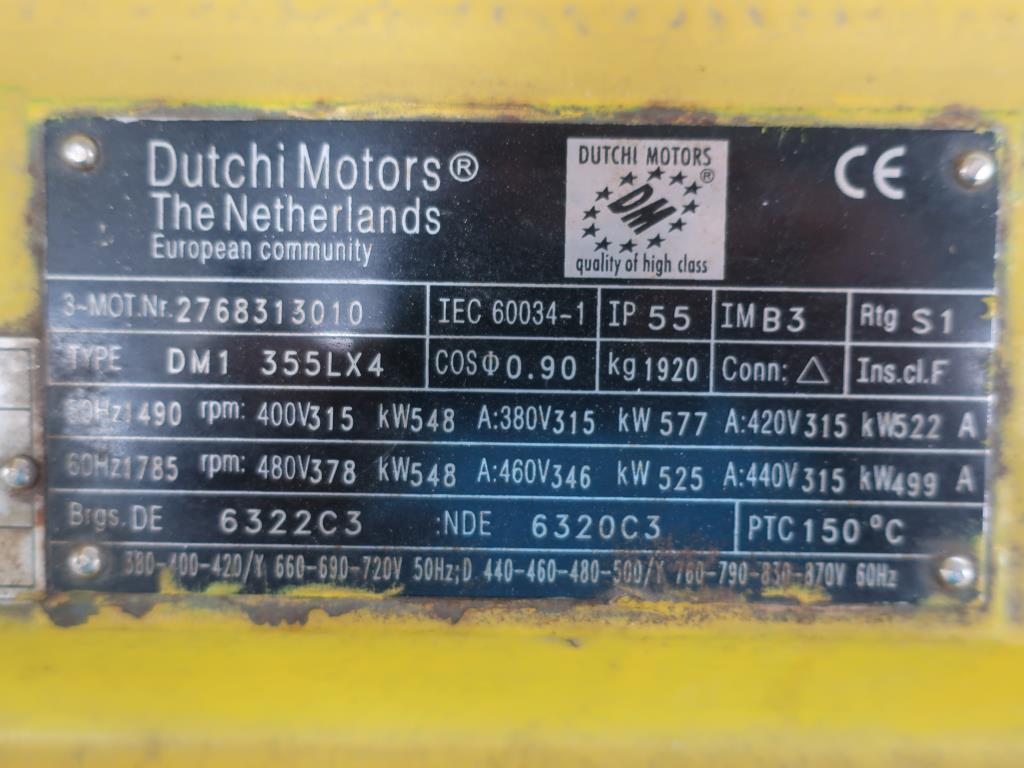 Dutchi Motors®
The Netherlands
European community
DUTCHI MOTORS
®
DM
quality of high class
CE
3~MOT.Nr. 2768313010 IEC 60034-1 IP 55 IM B3 Rtg S1
TYPE DM1 355LX4 COSΦ 0.90 kg 1920 Conn: △ Ins.cl.F
50Hz 1490 rpm: 400V 315 kW 548 A:380V 315 kW 577 A:420V 315 kW 522 A
60Hz 1785 rpm: 480V 378 kW 548 A:460V 346 kW 525 A:440V 315 kW 499 A
Brgs. DE 6322C3 :NDE 6320C3 PTC 150 °C
380-400-420/Y 660-690-720V 50Hz;D 440-460-480-500/Y 760-790-830-870V 60Hz